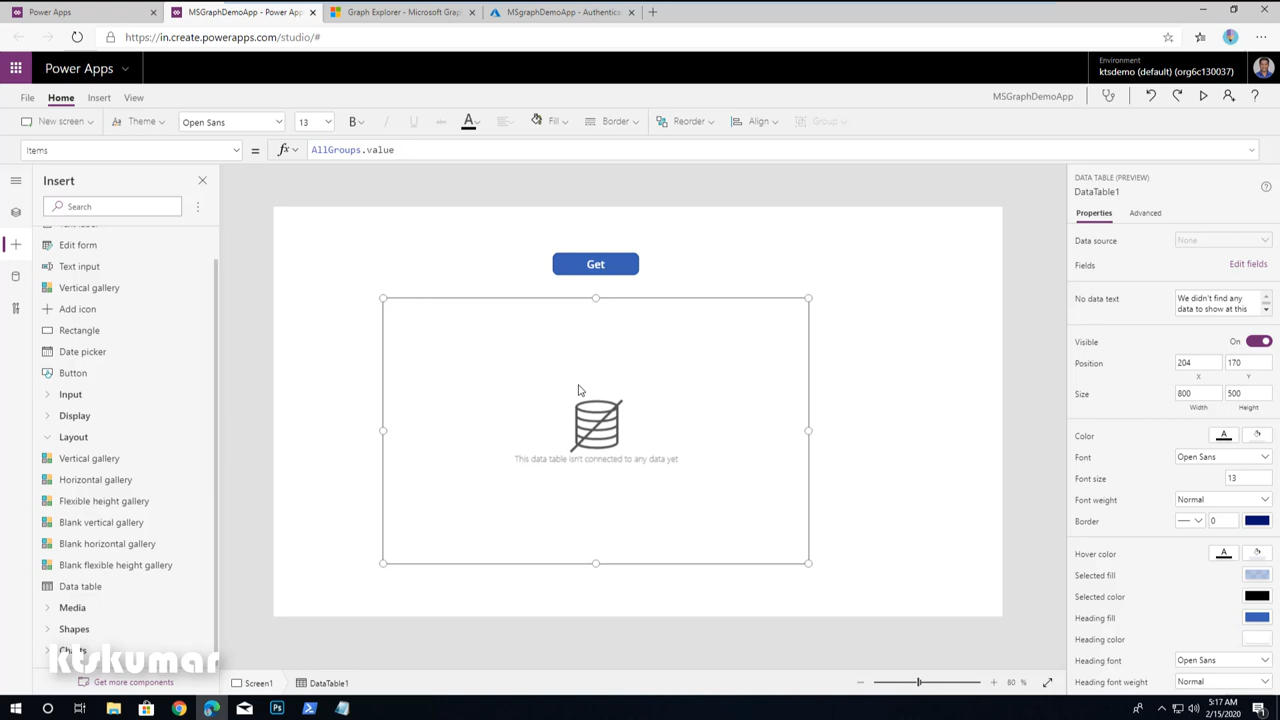 Power Apps
MSGraphDemoApp - Power App
Graph Explorer - Microsoft Graph
MSGraphDemoApp - Authentica
https://in.create.powerapps.com/studio/#
Power Apps
Environment
ktsdemo (default) (org6c130037)
File Home Insert View
MSGraphDemoApp
New screen Theme Open Sans 13 B I U A Fill Border Reorder Align Group
Items = fx AllGroups.value
Insert
Search
Text label
Edit form
Text input
Vertical gallery
Add icon
Rectangle
Date picker
Button
Input
Display
Layout
Vertical gallery
Horizontal gallery
Flexible height gallery
Blank vertical gallery
Blank horizontal gallery
Blank flexible height gallery
Data table
Media
Shapes
Charts
ktskumar
Get more components
Get
This data table isn't connected to any data yet
Screen1 DataTable1
80 %
DATA TABLE (PREVIEW)
DataTable1
Properties Advanced
Data source None
Fields Edit fields
No data text We didn't find any
data to show at this
Visible On
Position 204 170
X Y
Size 800 500
Width Height
Color A
Font Open Sans
Font size 13
Font weight Normal
Border 0
Hover color A
Selected fill
Selected color
Heading fill
Heading color
Heading font Open Sans
Heading font weight Normal
5:17 AM
2/15/2020